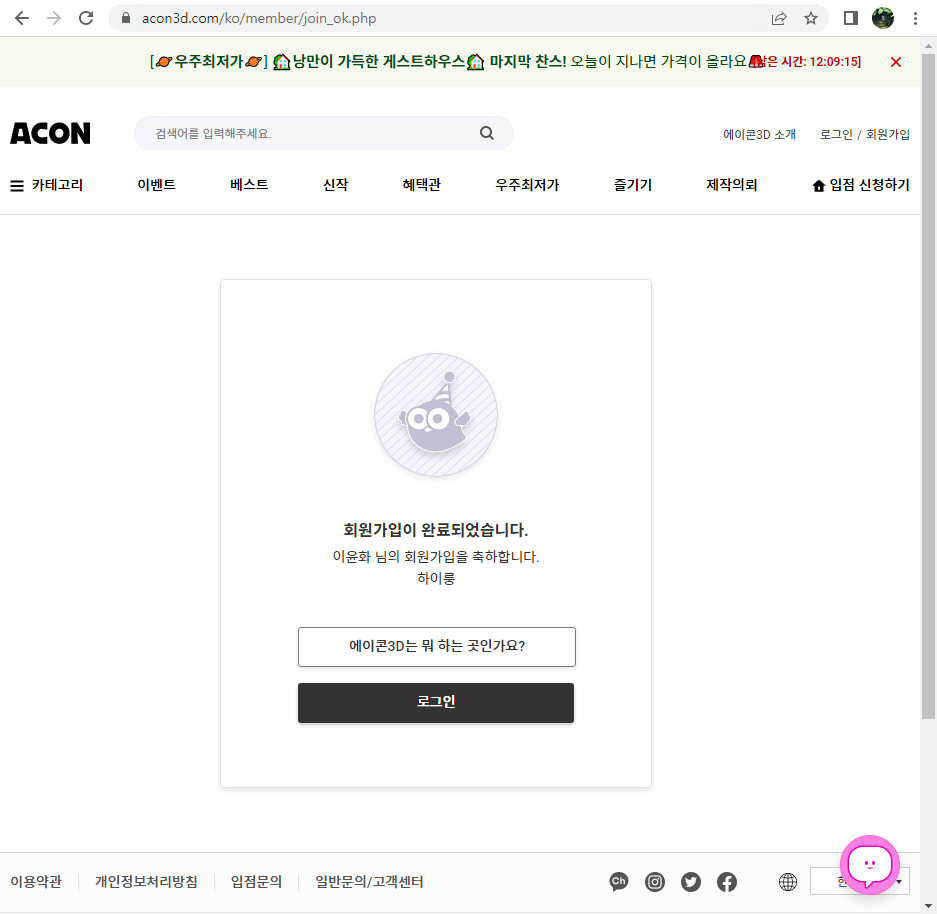 acon3d.com/ko/member/join_ok.php
[🪐우주최저가🪐] 🏠낭만이 가득한 게스트하우스🏠 마지막 찬스! 오늘이 지나면 가격이 올라요 남은 시간: 12:09:15]
ACON
검색어를 입력해주세요.
에이콘3D 소개
로그인 / 회원가입
카테고리
이벤트
베스트
신작
혜택관
우주최저가
즐기기
제작의뢰
입점 신청하기
회원가입이 완료되었습니다.
이윤화 님의 회원가입을 축하합니다.
하이룽
에이콘3D는 뭐 하는 곳인가요?
로그인
이용약관
개인정보처리방침
입점문의
일반문의/고객센터
Ch